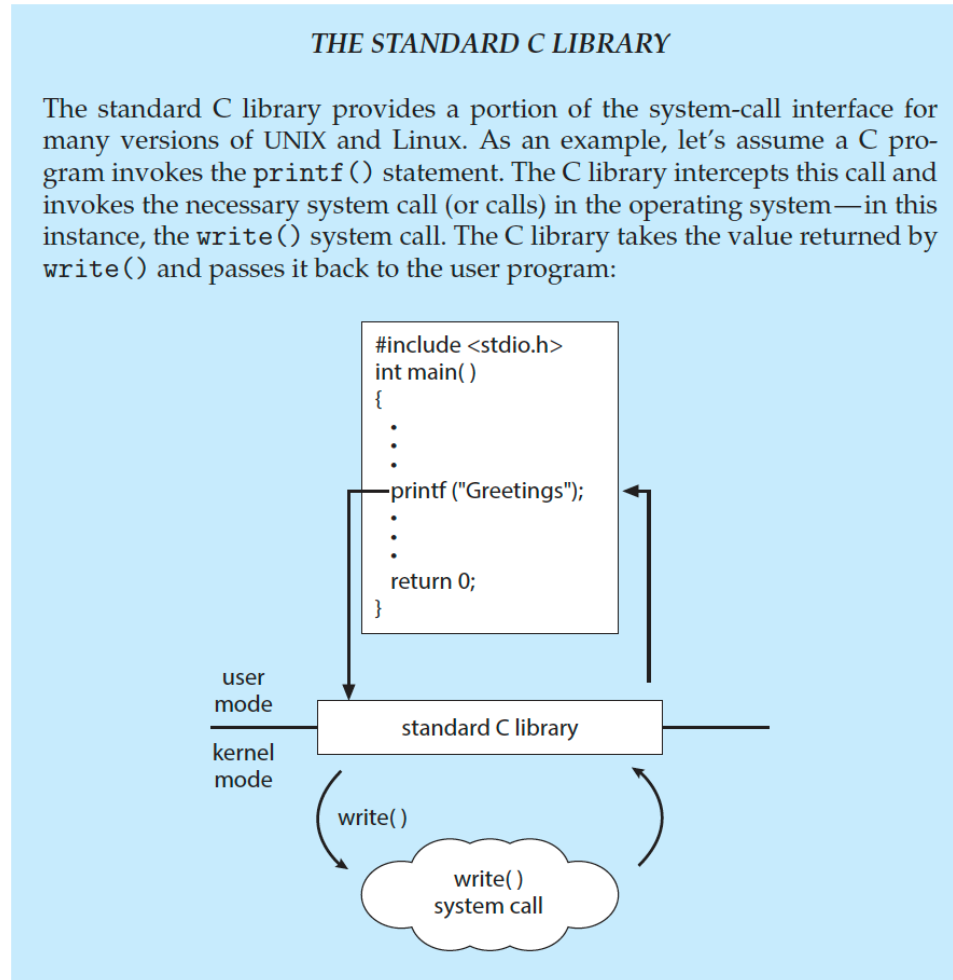 THE STANDARD C LIBRARY
The standard C library provides a portion of the system-call interface for
many versions of UNIX and Linux. As an example, let's assume a C pro-
gram invokes the printf() statement. The C library intercepts this call and
invokes the necessary system call (or calls) in the operating system—in this
instance, the write() system call. The C library takes the value returned by
write() and passes it back to the user program:
#include <stdio.h>
int main( )
{
•
•
•
printf ("Greetings");
•
•
•
return 0;
}
user
mode
standard C library
kernel
mode
write( )
write( )
system call